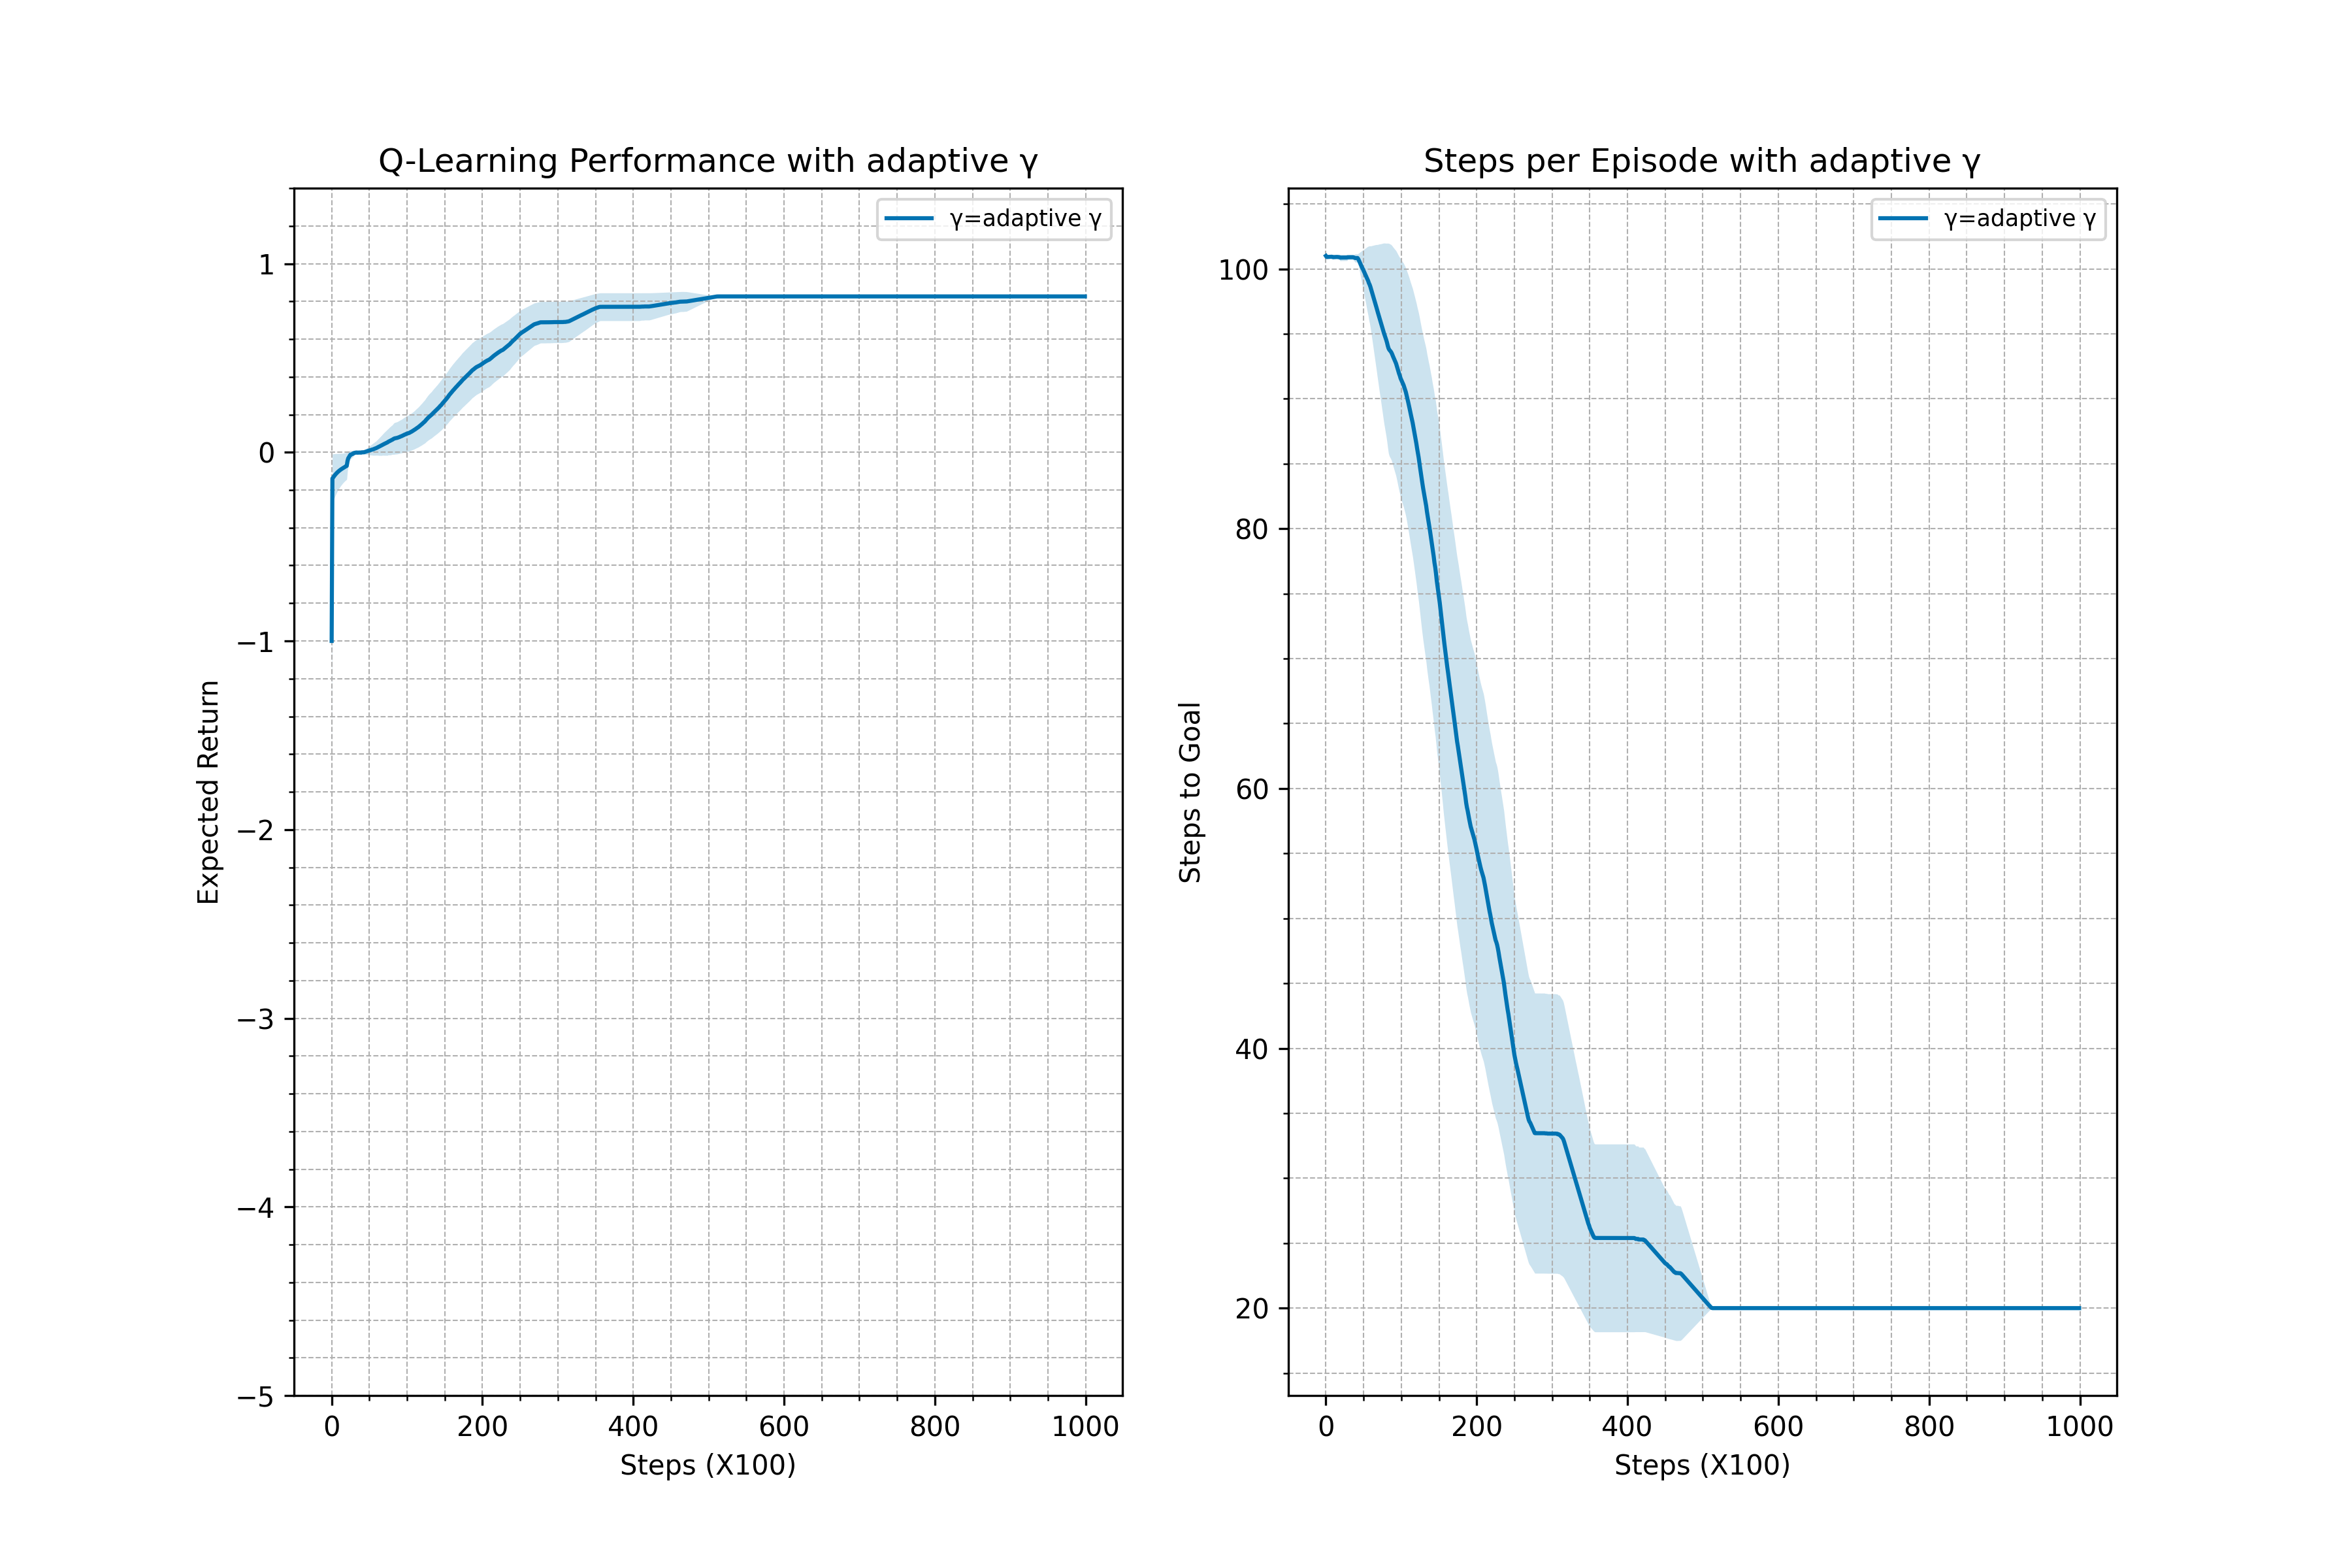 Q-Learning Performance with adaptive γ
γ=adaptive γ
1
0
−1
−2
−3
−4
−5
Expected Return
0 200 400 600 800 1000
Steps (X100)
Steps per Episode with adaptive γ
γ=adaptive γ
100
80
60
40
20
Steps to Goal
0 200 400 600 800 1000
Steps (X100)